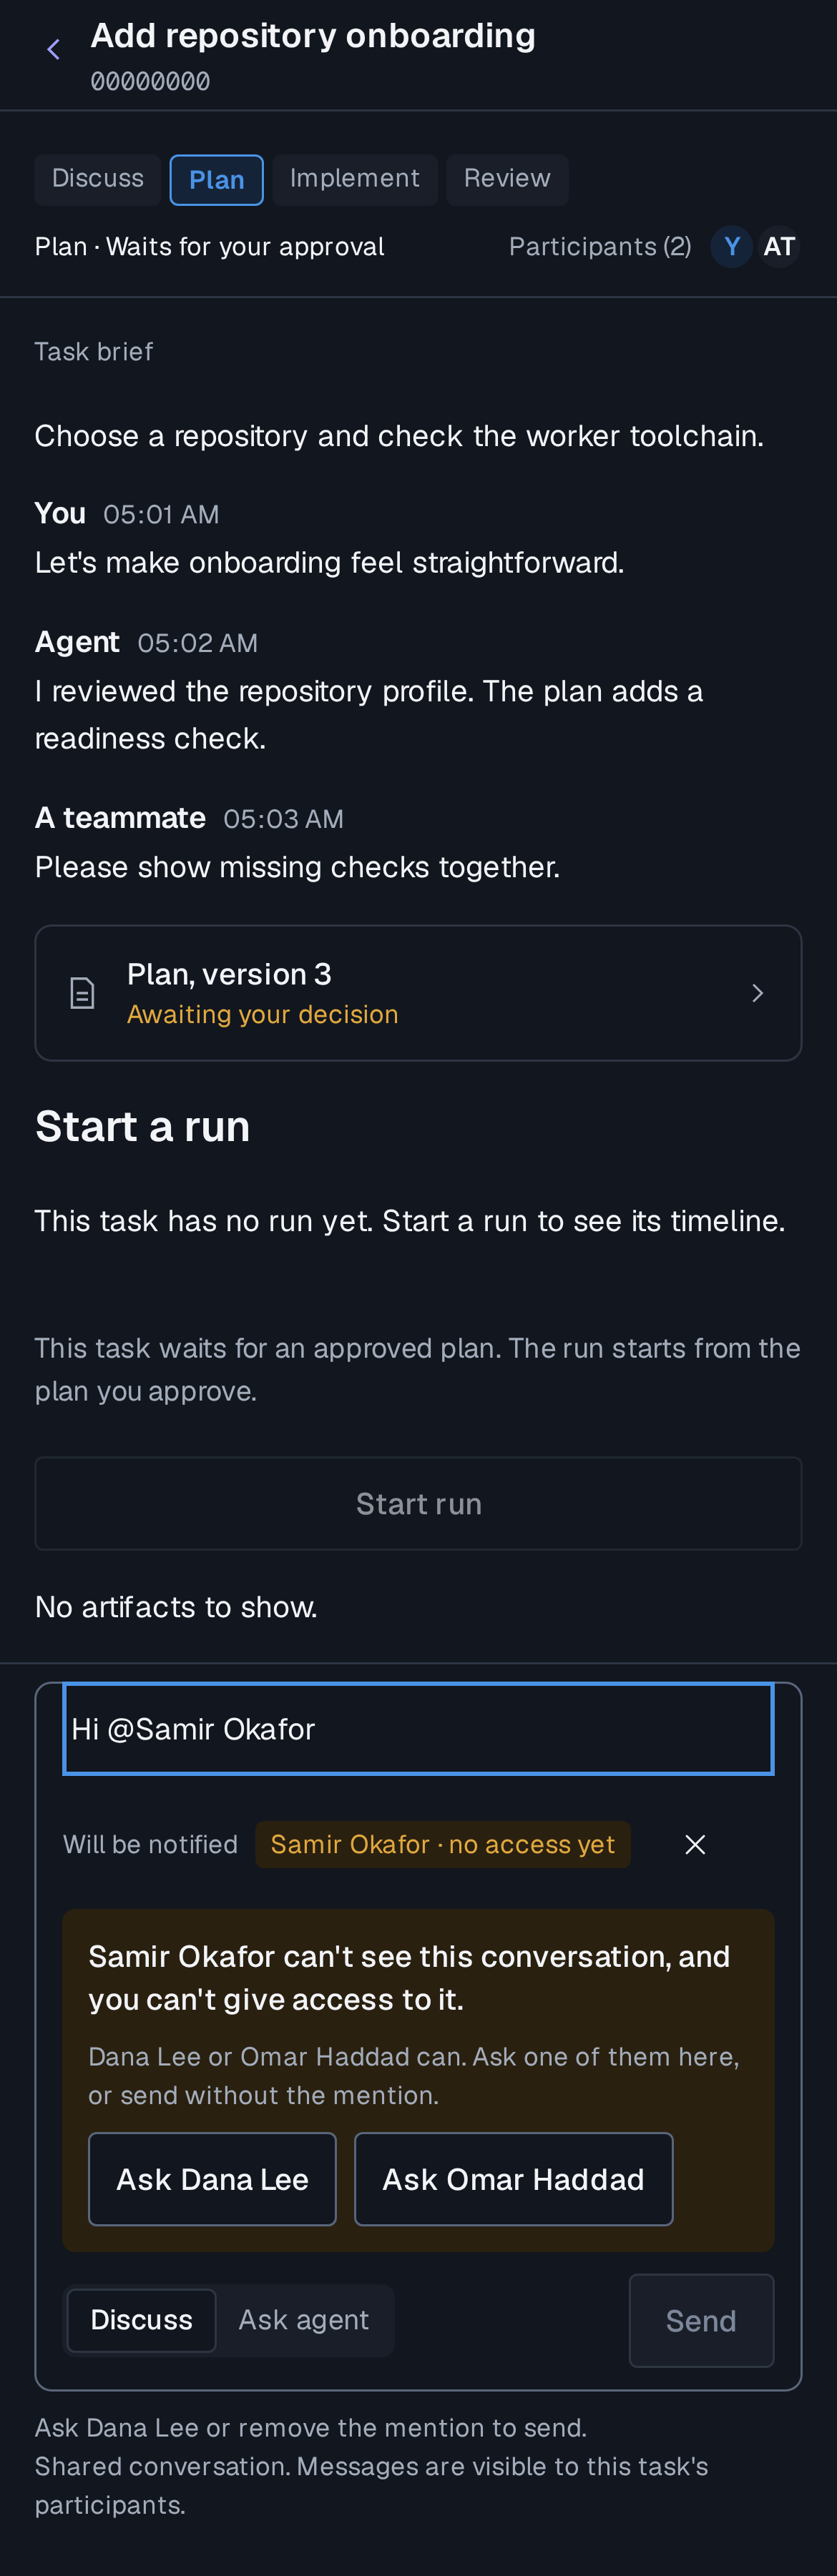 Add repository onboarding
00000000
Discuss
Plan
Implement
Review
Plan · Waits for your approval
Participants (2)
Y
AT
Task brief
Choose a repository and check the worker toolchain.
You 05:01 AM
Let's make onboarding feel straightforward.
Agent 05:02 AM
I reviewed the repository profile. The plan adds a
readiness check.
A teammate 05:03 AM
Please show missing checks together.
Plan, version 3
Awaiting your decision
Start a run
This task has no run yet. Start a run to see its timeline.
This task waits for an approved plan. The run starts from the
plan you approve.
Start run
No artifacts to show.
Hi @Samir Okafor
Will be notified
Samir Okafor · no access yet
Samir Okafor can't see this conversation, and
you can't give access to it.
Dana Lee or Omar Haddad can. Ask one of them here,
or send without the mention.
Ask Dana Lee
Ask Omar Haddad
Discuss
Ask agent
Send
Ask Dana Lee or remove the mention to send.
Shared conversation. Messages are visible to this task's
participants.